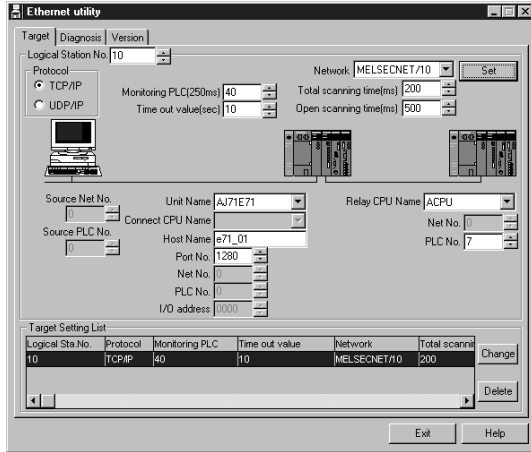 Ethernet utility
Target Diagnosis Version
Logical Station No. 10
Protocol
TCP/IP
UDP/IP
Monitoring PLC(250ms) 40
Time out value(sec) 10
Network MELSECNET/10
Total scanning time(ms) 200
Open scanning time(ms) 500
Set
Source Net No.
0
Source PLC No.
0
Unit Name AJ71E71
Connect CPU Name
Host Name e71_01
Port No. 1280
Net No. 0
PLC No. 0
I/O address 0000
Relay CPU Name ACPU
Net No. 0
PLC No. 7
Target Setting List
Logical Sta.No. Protocol Monitoring PLC Time out value Network Total scannin
10 TCP/IP 40 10 MELSECNET/10 200
Change
Delete
Exit Help